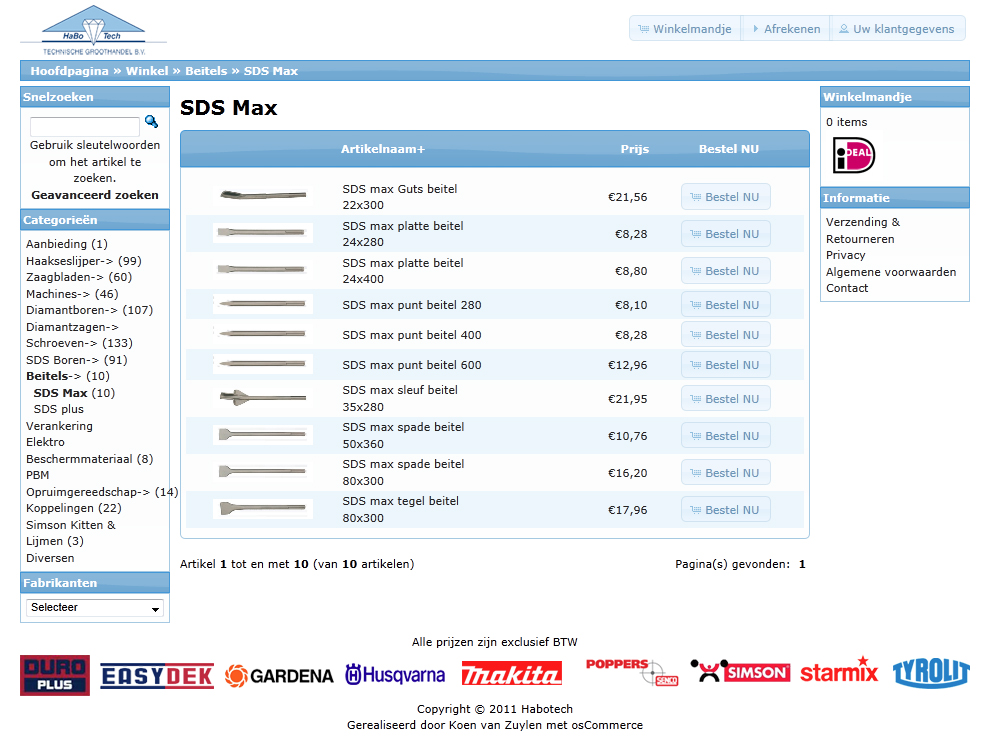 HaBo Tech
TECHNISCHE GROOTHANDEL B.V.
Winkelmandje
Afrekenen
Uw klantgegevens
Hoofdpagina » Winkel » Beitels » SDS Max
Snelzoeken
Gebruik sleutelwoorden
om het artikel te
zoeken.
Geavanceerd zoeken
Categorieën
Aanbieding (1)
Haakseslijper-> (99)
Zaagbladen-> (60)
Machines-> (46)
Diamantboren-> (107)
Diamantzagen->
Schroeven-> (133)
SDS Boren-> (91)
Beitels-> (10)
SDS Max (10)
SDS plus
Verankering
Elektro
Beschermmateriaal (8)
PBM
Opruimgereedschap-> (14)
Koppelingen (22)
Simson Kitten &
Lijmen (3)
Diversen
Fabrikanten
Selecteer
SDS Max
Artikelnaam+ Prijs Bestel NU
SDS max Guts beitel
22x300
€21,56 Bestel NU
SDS max platte beitel
24x280
€8,28 Bestel NU
SDS max platte beitel
24x400
€8,80 Bestel NU
SDS max punt beitel 280 €8,10 Bestel NU
SDS max punt beitel 400 €8,28 Bestel NU
SDS max punt beitel 600 €12,96 Bestel NU
SDS max sleuf beitel
35x280
€21,95 Bestel NU
SDS max spade beitel
50x360
€10,76 Bestel NU
SDS max spade beitel
80x300
€16,20 Bestel NU
SDS max tegel beitel
80x300
€17,96 Bestel NU
Artikel 1 tot en met 10 (van 10 artikelen)
Pagina(s) gevonden: 1
Winkelmandje
0 items
iDEAL
Informatie
Verzending &
Retourneren
Privacy
Algemene voorwaarden
Contact
Alle prijzen zijn exclusief BTW
DURO
PLUS
EASYDEK
GARDENA
Husqvarna
makita
POPPERS
SENCO
SIMSON
starmix
TYROLIT
Copyright © 2011 Habotech
Gerealiseerd door Koen van Zuylen met osCommerce